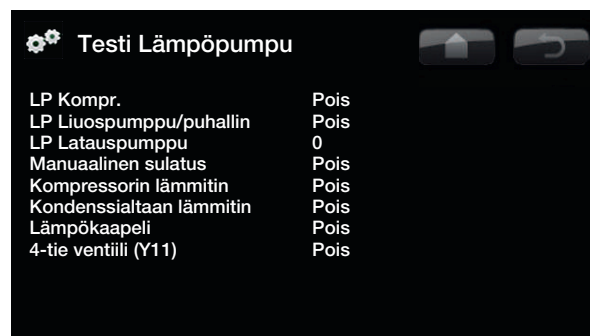 Testi Lämpöpumpu
LP Kompr. Pois
LP Liuospumppu/puhallin Pois
LP Latauspumppu 0
Manuaalinen sulatus Pois
Kompressorin lämmitin Pois
Kondenssialtaan lämmitin Pois
Lämpökaapeli Pois
4-tie ventiili (Y11) Pois